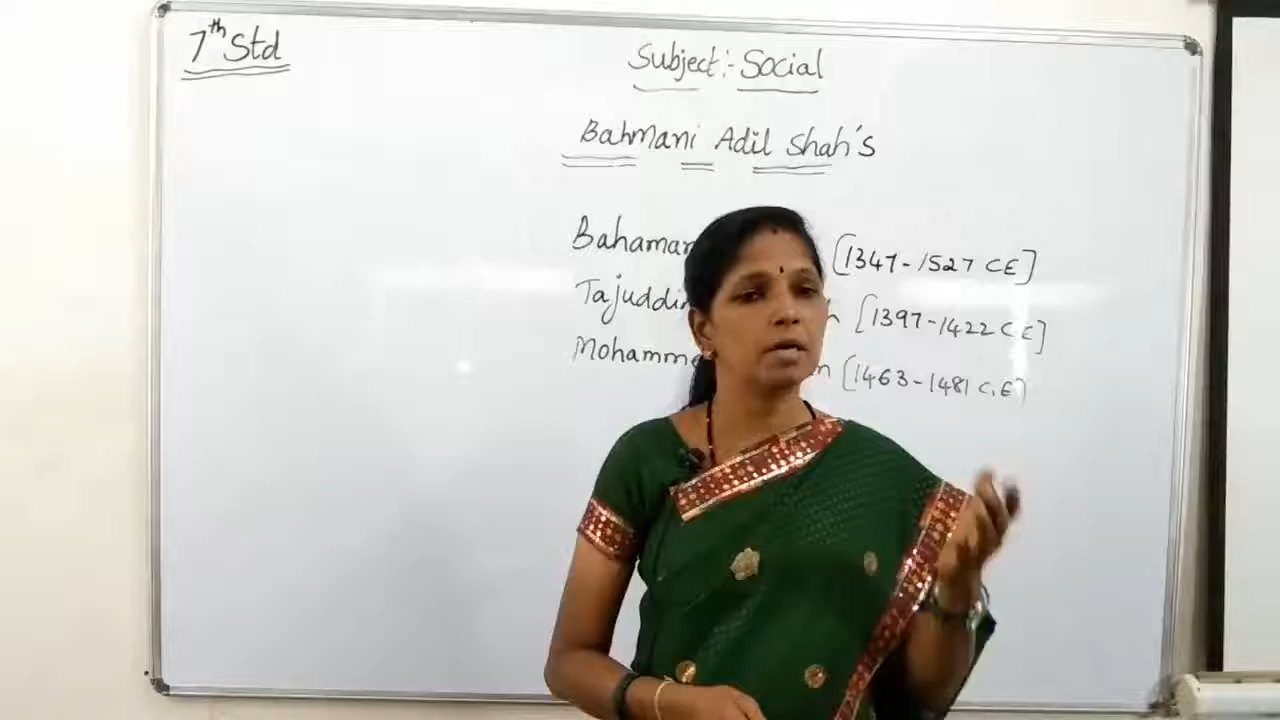 7th Std
Subject:- Social
Bahmani Adil Shah's
[1347-1527 CE]
[1397-1422 CE]
[1463-1481 C.E]